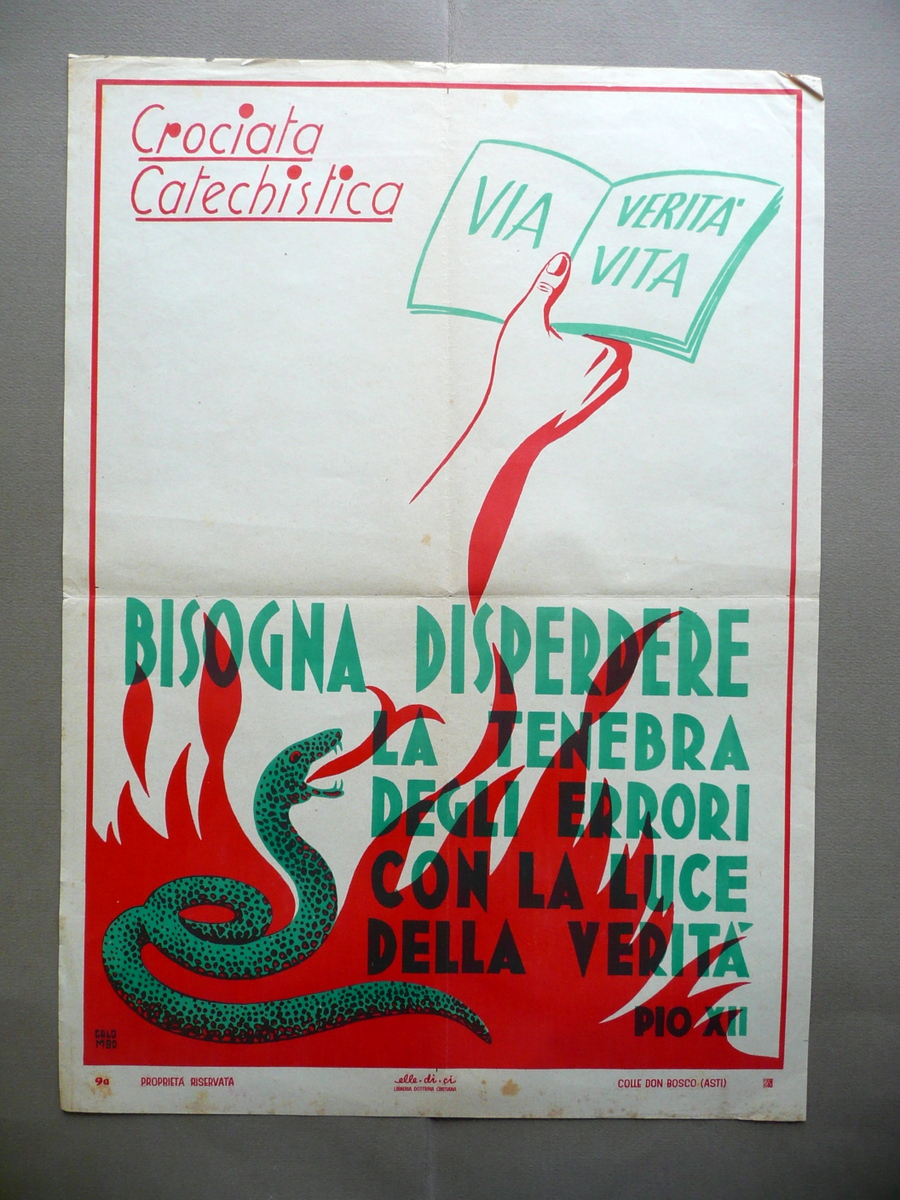 Crociata
Catechistica
VIA
VERITA'
VITA
BISOGNA DISPERDERE
LA TENEBRA
DEGLI ERRORI
CON LA LUCE
DELLA VERITÀ
PIO XII
COLO
MBO
9a PROPRIETÀ RISERVATA
elle·di·ci
LIBRERIA DOTTRINA CRISTIANA
COLLE DON BOSCO (ASTI)